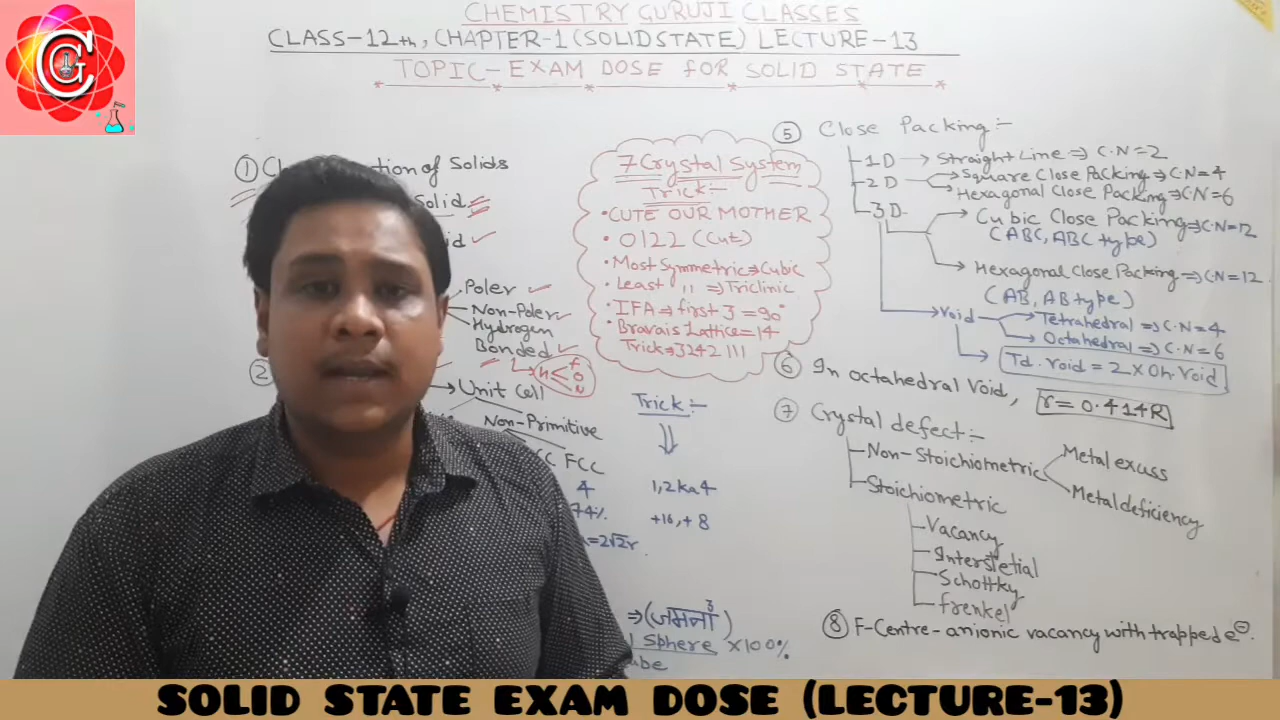 CHEMISTRY GURUJI CLASSES
CLASS-12th, CHAPTER-1 (SOLID STATE) LECTURE-13
TOPIC- EXAM DOSE FOR SOLID STATE
CG
① of Solids
Solid
Poler
Non-Poler
Hydrogen
Bonded
H F
O
N
②
Unit Cell
Non-Primitive
FCC
4
74%
=2√2r.
Trick:-
1,2 ka 4
+16, +8
⇒(जमना³)
Sphere ×100%
7 Crystal System
Trick:-
• CUTE OUR MOTHER
• 0122 (Cut)
• Most Symmetric⇒Cubic
• Least " ⇒Triclinic
• IFA⇒first 3=90°
• Bravais Lattice=14
Trick⇒3242 111
⑤ Close Packing:-
1D → Straight Line ⇒ C.N=2
2D → Square Close Packing ⇒ C.N=4
→ Hexagonal Close Packing ⇒ C.N=6
3D
→ Cubic Close Packing ⇒ C.N=12
(ABC, ABC type)
→ Hexagonal Close Packing ⇒ C.N=12
(AB, AB type)
→ Void → Tetrahedral ⇒ C.N=4
→ Octahedral ⇒ C.N=6
Td. Void = 2 × Oh. Void
⑥ In octahedral Void, r=0.414R
⑦ Crystal defect:-
Non-Stoichiometric
Metal excuss
Metal deficiency
Stoichiometric
Vacancy
Interstetial
Schottky
frenkel
⑧ F-Centre-anionic vacancy with trapped e⊖.
SOLID STATE EXAM DOSE (LECTURE-13)